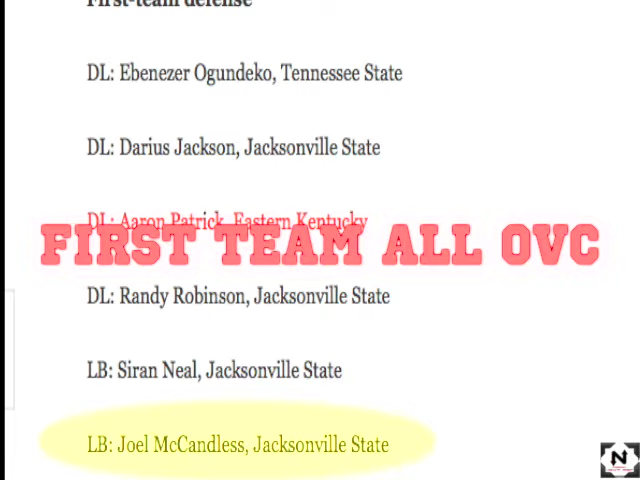 First-team defense
DL: Ebenezer Ogundeko, Tennessee State
DL: Darius Jackson, Jacksonville State
DL: Aaron Patrick, Eastern Kentucky
FIRST TEAM ALL OVC
DL: Randy Robinson, Jacksonville State
LB: Siran Neal, Jacksonville State
LB: Joel McCandless, Jacksonville State
N